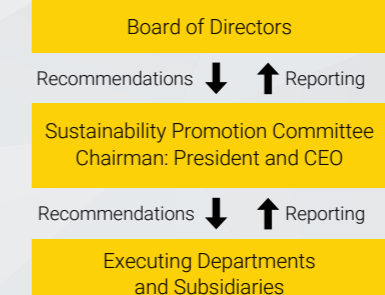 Board of Directors
Recommendations Reporting
Sustainability Promotion Committee
Chairman: President and CEO
Recommendations Reporting
Executing Departments
and Subsidiaries